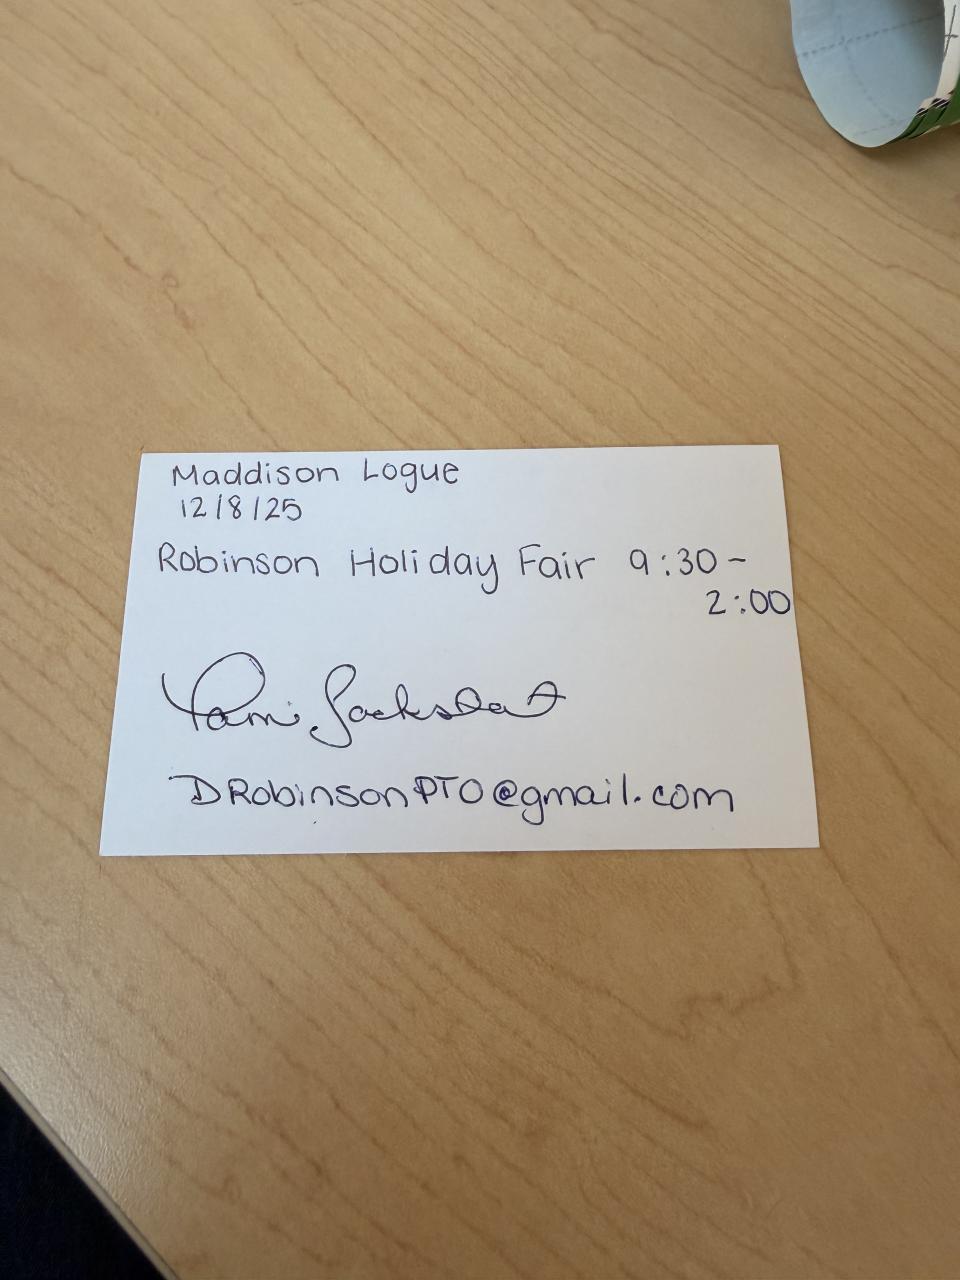 Maddison Logue
12/8/25
Robinson Holiday Fair 9:30-
2:00
DRobinsonPTO@gmail.com